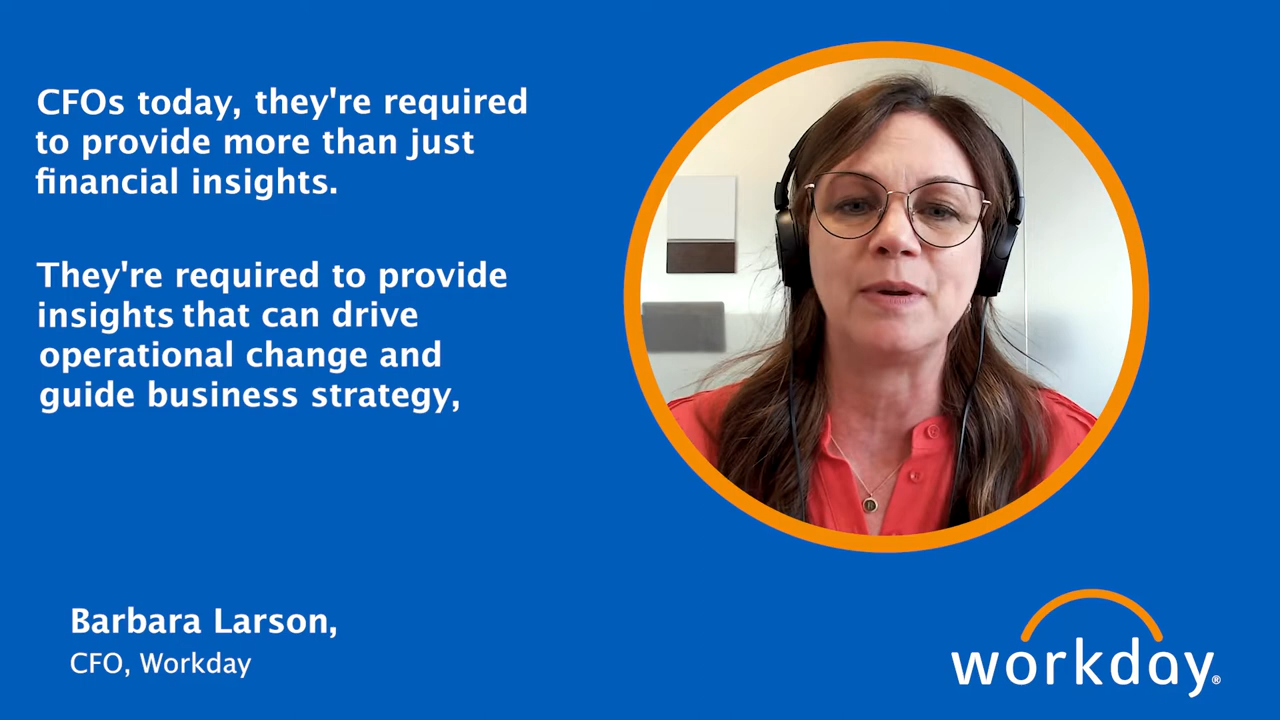 CFOs today, they're required
to provide more than just
financial insights.
They're required to provide
insights that can drive
operational change and
guide business strategy,
Barbara Larson,
CFO, Workday
workday®